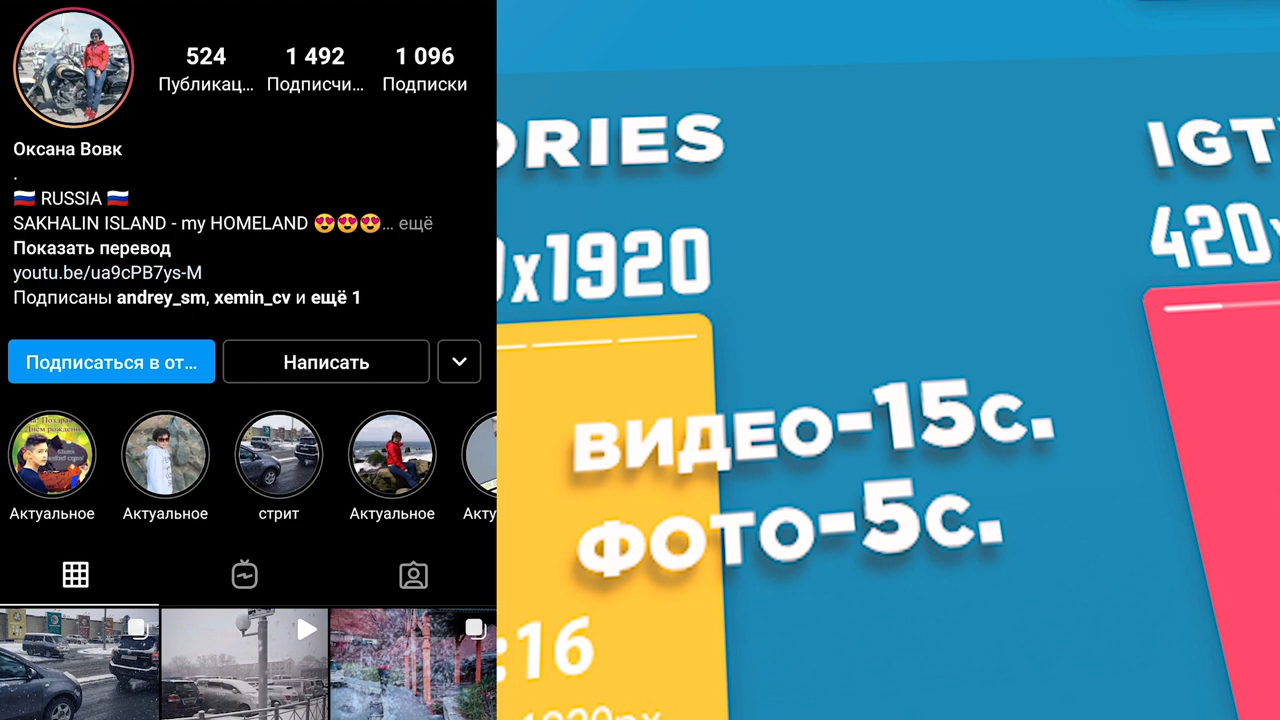 524
1 492
1 096
Публикац...
Подписчи...
Подписки
Оксана Вовк
.
🇷🇺 RUSSIA 🇷🇺
SAKHALIN ISLAND - my HOMELAND 😍😍😍... ещё
Показать перевод
youtu.be/ua9cPB7ys-M
Подписаны andrey_sm, xemin_cv и ещё 1
Подписаться в от...
Написать
Актуальное
Актуальное
стрит
Актуальное
Акту
ORIES
x1920
ВИДЕО-15с.
ФОТО-5с.
:16
1920px
IGT
420